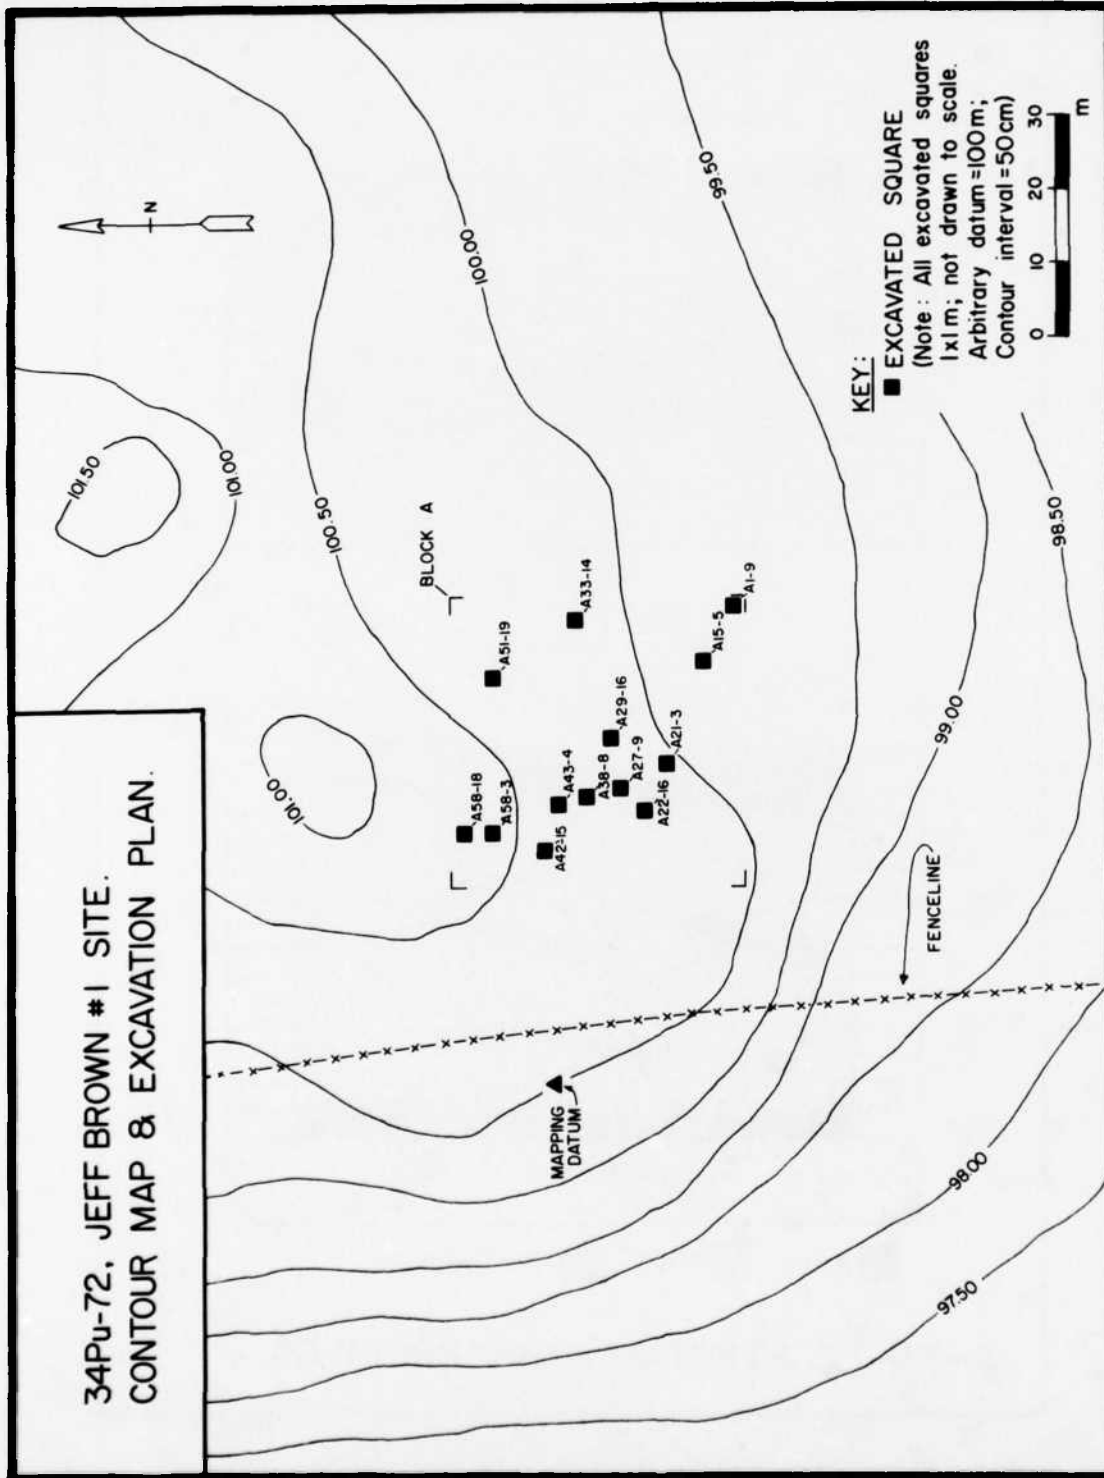 34Pu-72, JEFF BROWN #1 SITE.
CONTOUR MAP & EXCAVATION PLAN.
N
101.50
101.00
101.00
100.50
100.00
99.50
99.00
98.50
98.00
97.50
BLOCK A
A58-18
A58-3
A51-19
A42-15
A43-4
A38-8
A33-14
A29-16
A27-9
A22-16
A21-3
A15-5
A1-9
MAPPING
DATUM
FENCELINE
KEY:
EXCAVATED SQUARE
(Note: All excavated squares
1x1m; not drawn to scale.
Arbitrary datum=100m;
Contour interval=50cm)
0 10 20 30
m